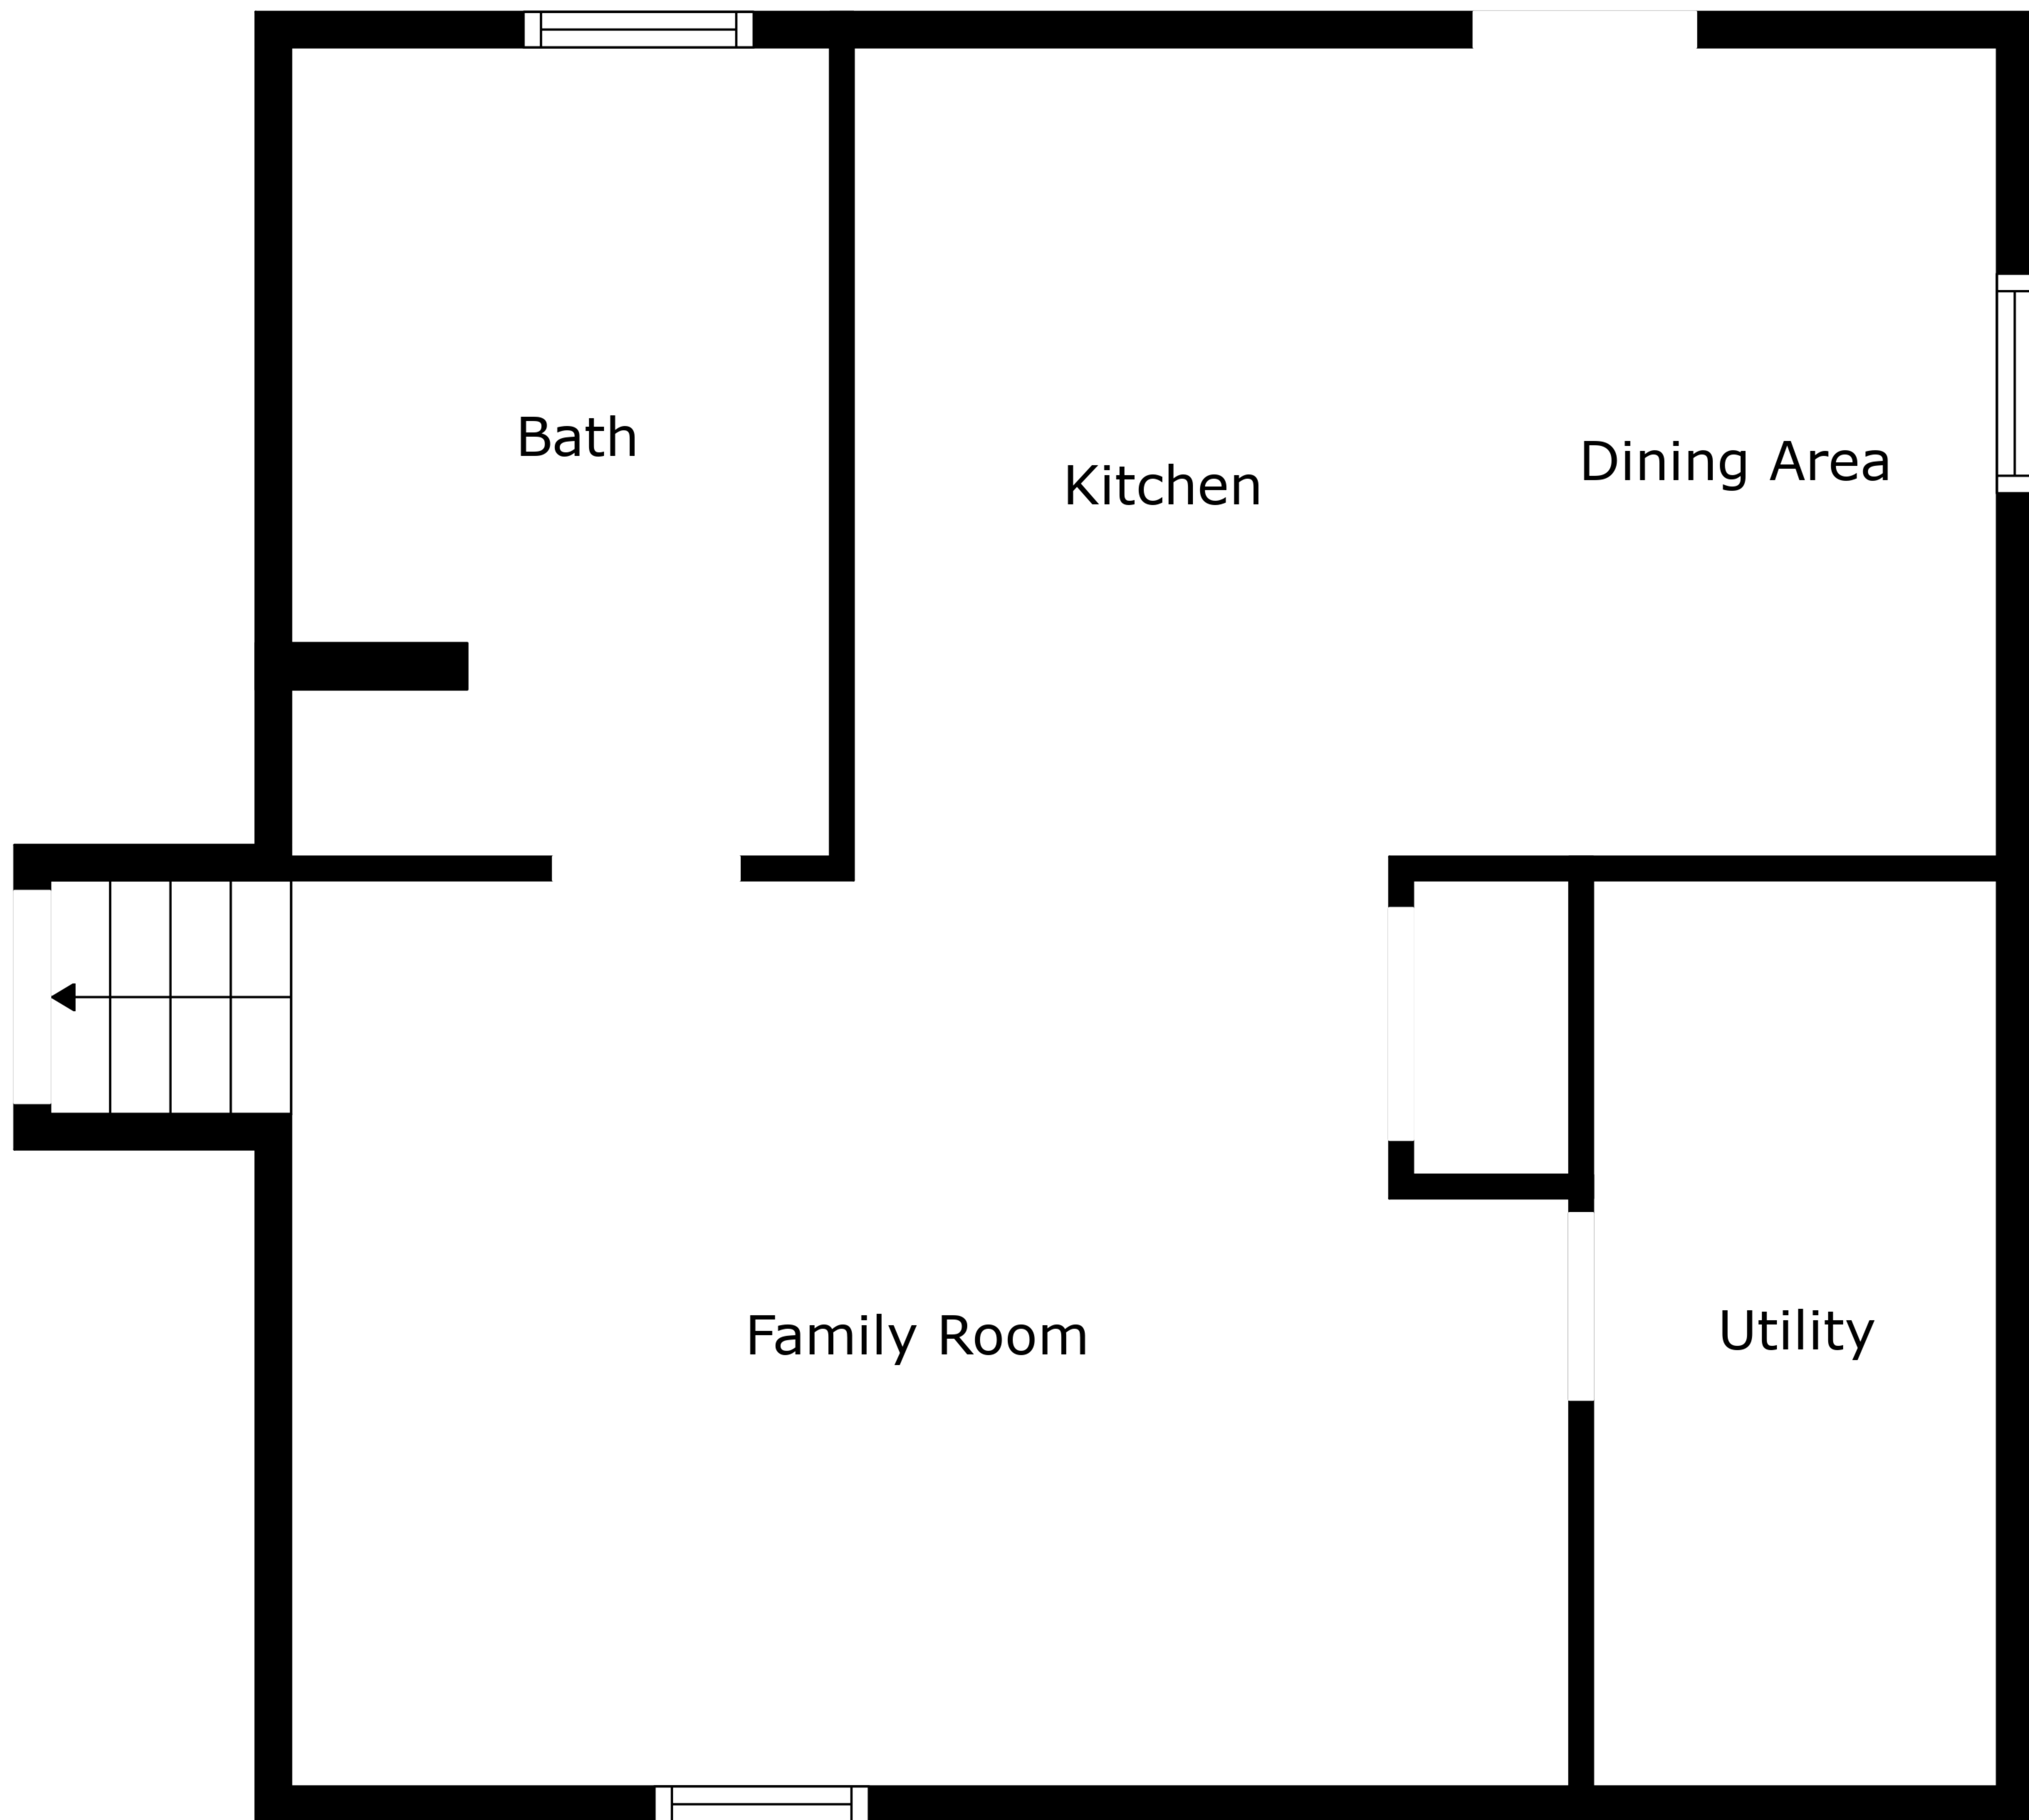 Bath
Kitchen
Dining Area
Family Room
Utility